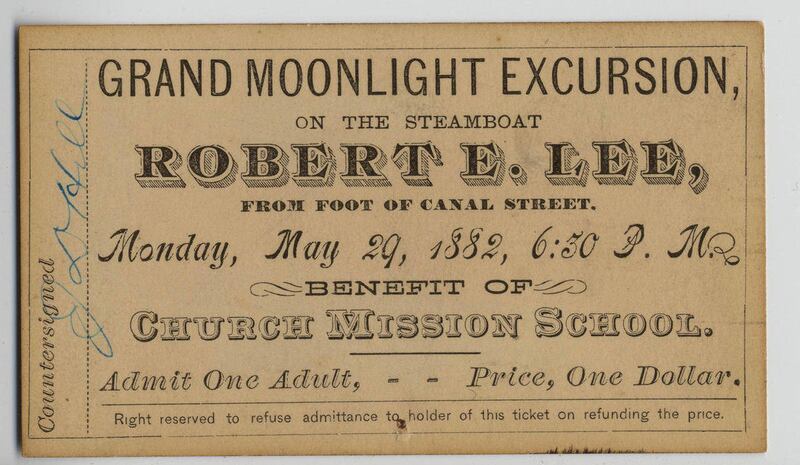 GRAND MOONLIGHT EXCURSION,
ON THE STEAMBOAT
ROBERT E. LEE,
FROM FOOT OF CANAL STREET.
Monday, May 29, 1882, 6:30 P. M.
BENEFIT OF
CHURCH MISSION SCHOOL.
Admit One Adult, - - Price, One Dollar.
Right reserved to refuse admittance to holder of this ticket on refunding the price.
Countersigned
Hill